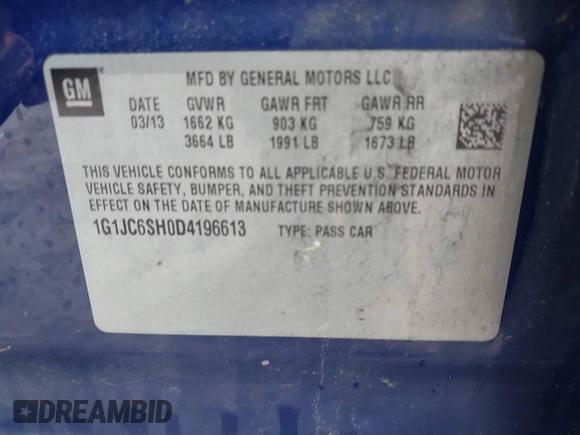 GM
MFD BY GENERAL MOTORS LLC
DATE GVWR GAWR FRT GAWR RR
03/13 1662 KG 903 KG 759 KG
3664 LB 1991 LB 1673 LB
THIS VEHICLE CONFORMS TO ALL APPLICABLE U.S. FEDERAL MOTOR
VEHICLE SAFETY, BUMPER, AND THEFT PREVENTION STANDARDS IN
EFFECT ON THE DATE OF MANUFACTURE SHOWN ABOVE.
1G1JC6SH0D4196613 TYPE: PASS CAR
DREAMBID